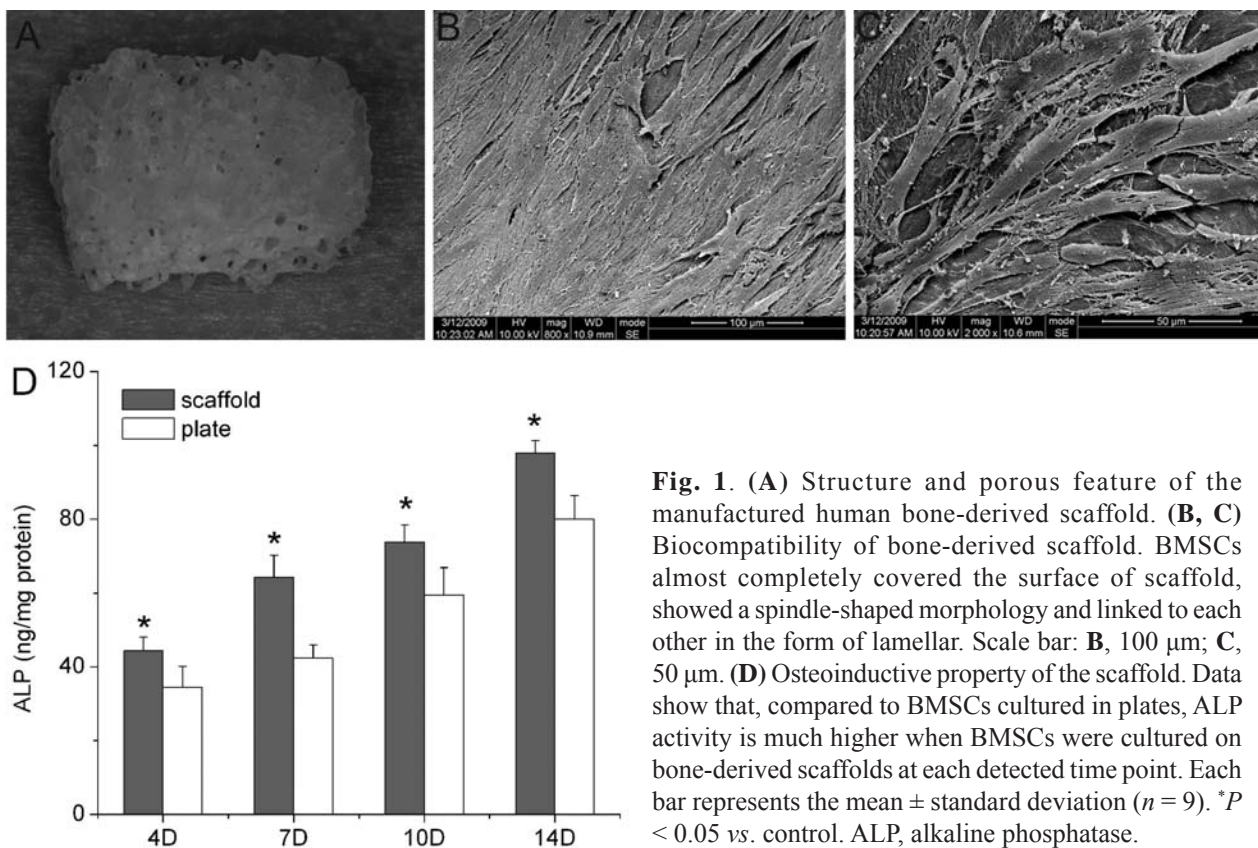 A
B
C
3/12/2009 HV mag WD mode
10:23:02 AM 10.00 kV 800 x 10.9 mm SE
100 µm
3/12/2009 HV mag WD mode
10:20:57 AM 10.00 kV 2 000 x 10.6 mm SE
50 µm
D
120
80
40
0
ALP (ng/mg protein)
scaffold
plate
*
*
*
*
4D 7D 10D 14D
Fig. 1. (A) Structure and porous feature of the
manufactured human bone-derived scaffold. (B, C)
Biocompatibility of bone-derived scaffold. BMSCs
almost completely covered the surface of scaffold,
showed a spindle-shaped morphology and linked to each
other in the form of lamellar. Scale bar: B, 100 μm; C,
50 μm. (D) Osteoinductive property of the scaffold. Data
show that, compared to BMSCs cultured in plates, ALP
activity is much higher when BMSCs were cultured on
bone-derived scaffolds at each detected time point. Each
bar represents the mean ± standard deviation (n = 9). *P
< 0.05 vs. control. ALP, alkaline phosphatase.